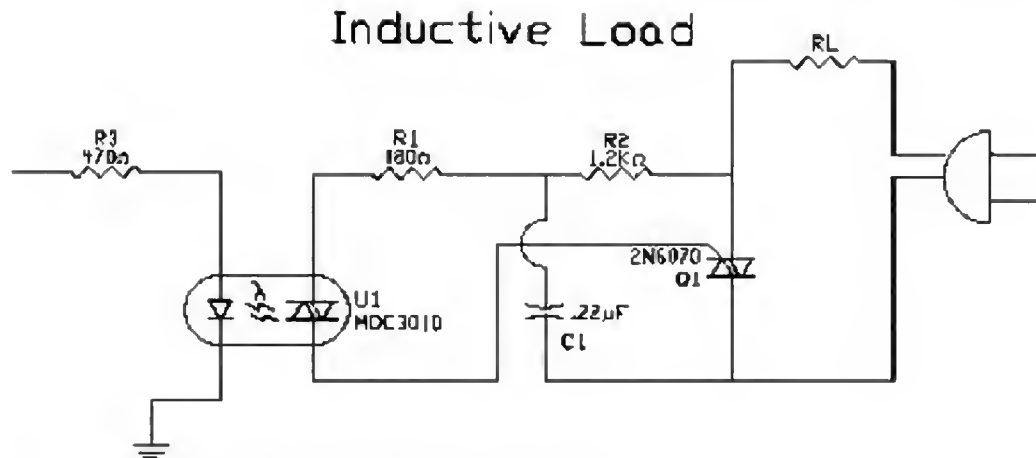 Inductive Load
RL
R3
470Ω
R1
180Ω
R2
1.2KΩ
2N6070
Q1
U1
MOC3010
.22µF
C1